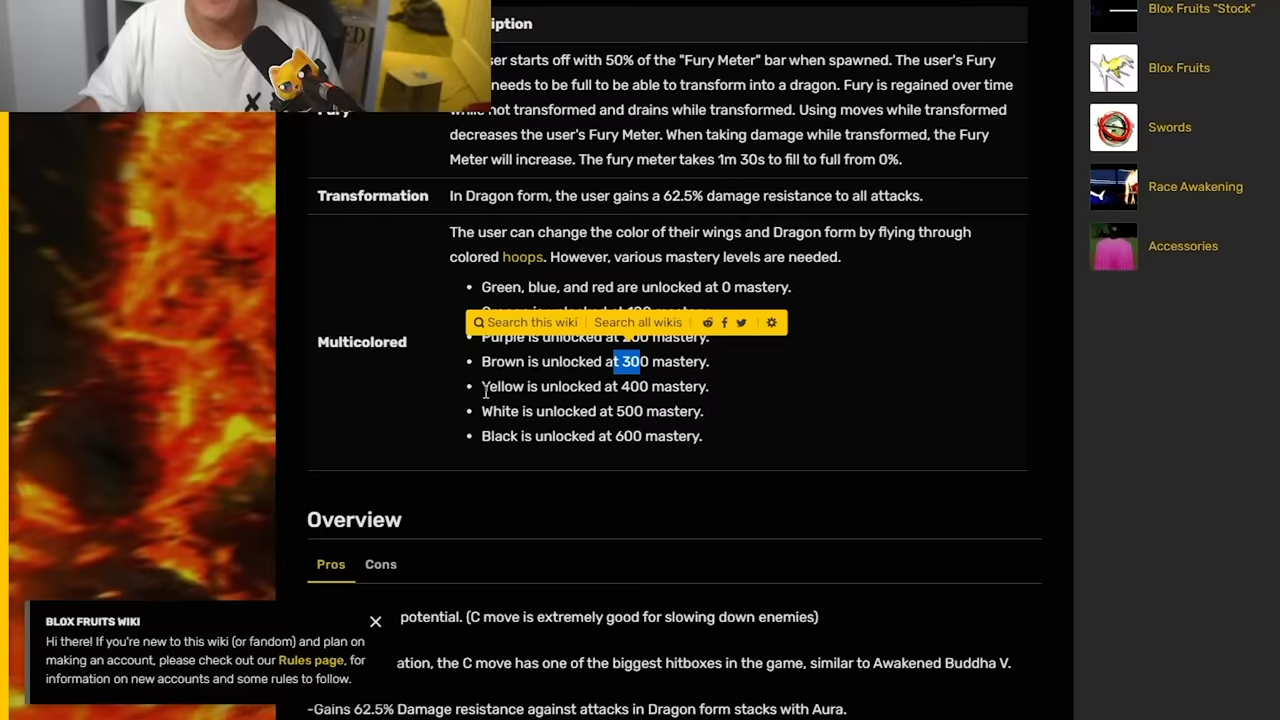 iption
ser starts off with 50% of the "Fury Meter" bar when spawned. The user's Fury
needs to be full to be able to transform into a dragon. Fury is regained over time
Fury
while not transformed and drains while transformed. Using moves while transformed
decreases the user's Fury Meter. When taking damage while transformed, the Fury
Meter will increase. The fury meter takes 1m 30s to fill to full from 0%.
Transformation
In Dragon form, the user gains a 62.5% damage resistance to all attacks.
Multicolored
The user can change the color of their wings and Dragon form by flying through
colored hoops. However, various mastery levels are needed.
• Green, blue, and red are unlocked at 0 mastery.
Search this wiki
Search all wikis
• Purple is unlocked at 200 mastery.
• Brown is unlocked at 300 mastery.
• Yellow is unlocked at 400 mastery.
• White is unlocked at 500 mastery.
• Black is unlocked at 600 mastery.
Overview
Pros
Cons
potential. (C move is extremely good for slowing down enemies)
ation, the C move has one of the biggest hitboxes in the game, similar to Awakened Buddha V.
-Gains 62.5% Damage resistance against attacks in Dragon form stacks with Aura.
BLOX FRUITS WIKI
Hi there! If you're new to this wiki (or fandom) and plan on
making an account, please check out our Rules page, for
information on new accounts and some rules to follow.
Blox Fruits "Stock"
Blox Fruits
Swords
Race Awakening
Accessories